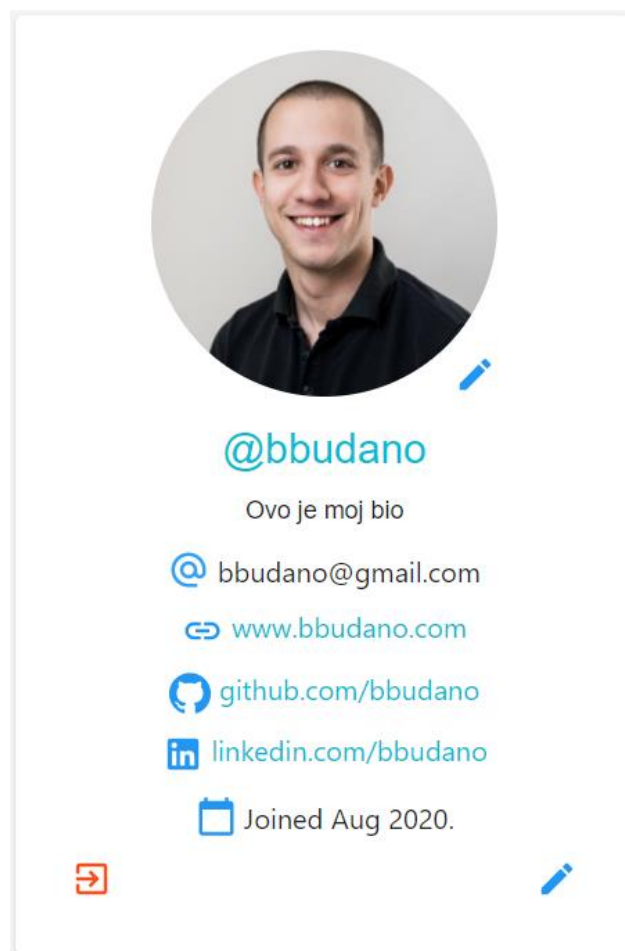 @bbudano
Ovo je moj bio
bbudano@gmail.com
www.bbudano.com
github.com/bbudano
linkedin.com/bbudano
Joined Aug 2020.